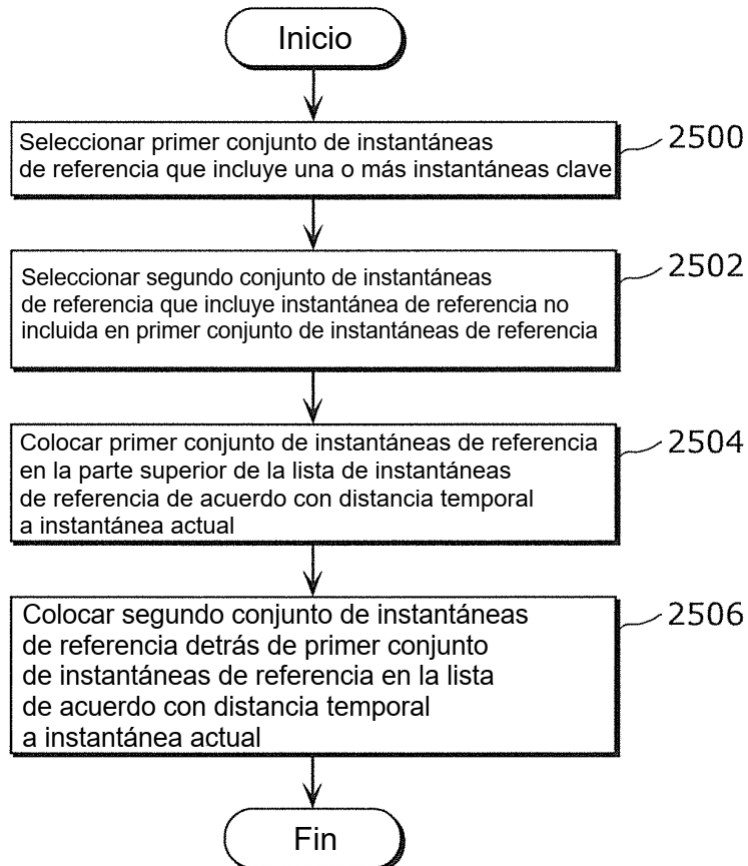 Inicio
Seleccionar primer conjunto de instantáneas
de referencia que incluye una o más instantáneas clave
2500
Seleccionar segundo conjunto de instantáneas
de referencia que incluye instantánea de referencia no
incluida en primer conjunto de instantáneas de referencia
2502
Colocar primer conjunto de instantáneas de referencia
en la parte superior de la lista de instantáneas
de referencia de acuerdo con distancia temporal
a instantánea actual
2504
Colocar segundo conjunto de instantáneas
de referencia detrás de primer conjunto
de instantáneas de referencia en la lista
de acuerdo con distancia temporal
a instantánea actual
2506
Fin